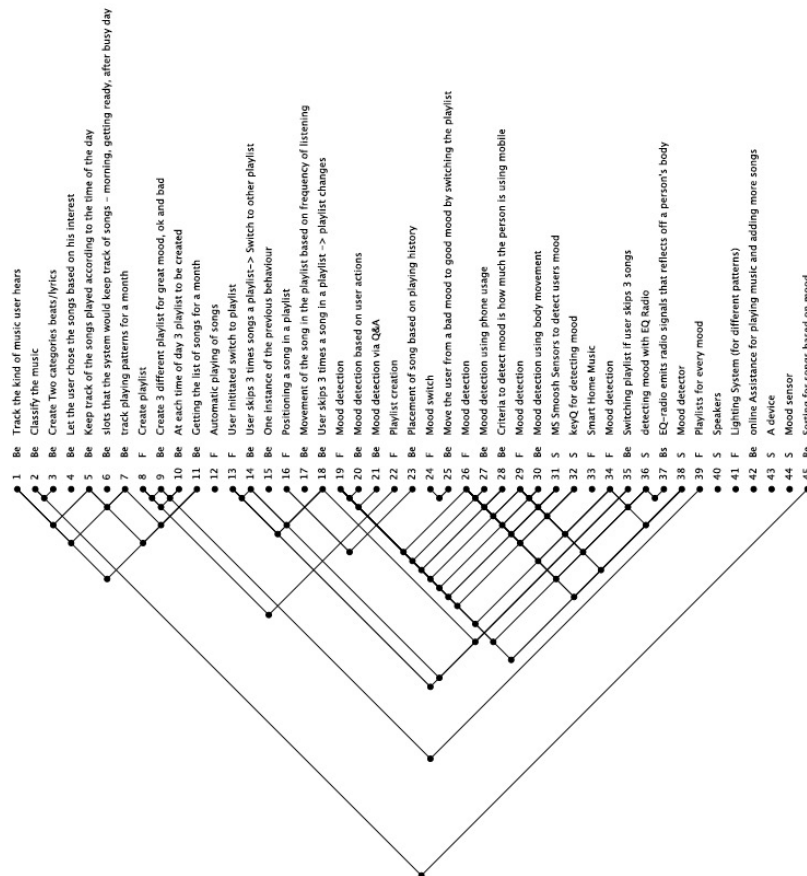 1 Be Track the kind of music user hears
2 Be Classify the music
3 Be Create Two categories beats/lyrics
4 Be Let the user chose the songs based on his interest
5 Be Keep track of the songs played according to the time of the day
6 Be slots that the system would keep track of songs - morning, getting ready, after busy day
7 Be track playing patterns for a month
8 F Create playlist
9 Be Create 3 different playlist for great mood, ok and bad
10 Be At each time of day 3 playlist to be created
11 Be Getting the list of songs for a month
12 F Automatic playing of songs
13 F User inititated switch to playlist
14 Be User skips 3 times songs a playlist-> Switch to other playlist
15 Be One instance of the previous behaviour
16 F Positioning a song in a playlist
17 Be Movement of the song in the playlist based on frequency of listening
18 Be User skips 3 times a song in a playlist -> playlist changes
19 F Mood detection
20 Be Mood detection based on user actions
21 Be Mood detection via Q&A
22 F Playlist creation
23 Be Placement of song based on playing history
24 F Mood switch
25 Be Move the user from a bad mood to good mood by switching the playlist
26 F Mood detection
27 Be Mood detection using phone usage
28 Be Criteria to detect mood is how much the person is using mobile
29 F Mood detection
30 Be Mood detection using body movement
31 S MS Smoosh Sensors to detect users mood
32 S keyQ for detecting mood
33 F Smart Home Music
34 F Mood detection
35 Be Switching playlist if user skips 3 songs
36 S detecting mood with EQ Radio
37 Bs EQ-radio emits radio signals that reflects off a person's body
38 S Mood detector
39 F Playlists for every mood
40 S Speakers
41 F Lighting System (for different patterns)
42 Be online Assistance for playing music and adding more songs
43 S A device
44 S Mood sensor
45 Be Sorting for songs based on mood